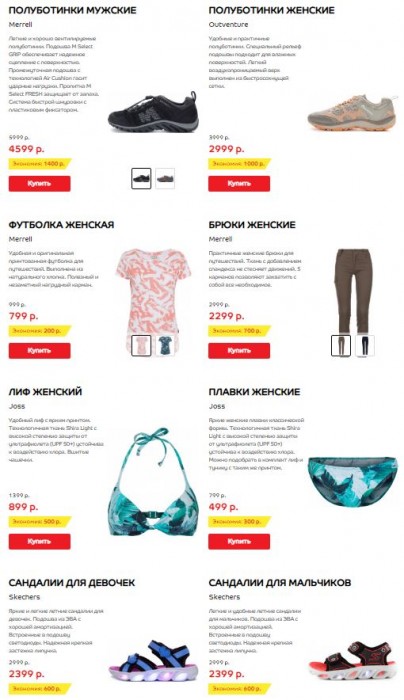 ПОЛУБОТИНКИ МУЖСКИЕ
Merrell
Легкие и хорошо вентилируемые
полуботинки. Подошва M Select
GRIP обеспечивает надежное
сцепление с поверхностью.
Промежуточная подошва с
технологией Air Cushion гасит
ударные нагрузки. Пропитка M
Select FRESH защищает от запаха.
Система быстрой шнуровки с
пластиковым фиксатором.
5999 р.
4599 р.
Экономия: 1400 р.
Купить
ПОЛУБОТИНКИ ЖЕНСКИЕ
Outventure
Удобные и практичные
полуботинки. Специальный рельеф
подошвы подходит для влажных
поверхностей. Легкий
воздухопроницаемый верх
выполнен из быстросохнущей
сетки.
3999 р.
2999 р.
Экономия: 1000 р.
Купить
ФУТБОЛКА ЖЕНСКАЯ
Merrell
Удобная и оригинальная
принтованная футболка для
путешествий. Выполнена из
натурального хлопка. Полезный и
незаметный нагрудный карман.
999 р.
799 р.
Экономия: 200 р.
Купить
БРЮКИ ЖЕНСКИЕ
Merrell
Практичные женские брюки для
путешествий. Ткань с добавлением
спандекса не стесняет движений. 5
карманов позволяют захватить с
собой все необходимое.
2999 р.
2299 р.
Экономия: 700 р.
Купить
ЛИФ ЖЕНСКИЙ
Joss
Удобный лиф с ярким принтом.
Технологичная ткань Shiro Light с
высокой степенью защиты от
ультрафиолета (UPF 50+) устойчива
к воздействию хлора. Вшитые
чашечки.
1399 р.
899 р.
Экономия: 500 р.
Купить
ПЛАВКИ ЖЕНСКИЕ
Joss
Яркие женские плавки классической
формы. Технологичная ткань Shiro
Light с высокой степенью защиты от
ультрафиолета (UPF 50+) устойчива
к воздействию хлора.
Можно подобрать в комплект лиф и
тунику с таким же принтом.
799 р.
499 р.
Экономия: 300 р.
Купить
САНДАЛИИ ДЛЯ ДЕВОЧЕК
Skechers
Яркие и легкие летние сандалии для
девочек. Подошва из ЭВА с
хорошей амортизацией.
Встроенные в подошву
светодиоды. Надежная крепкая
застежка липучка.
2999 р.
2399 р.
Экономия: 600 р.
САНДАЛИИ ДЛЯ МАЛЬЧИКОВ
Skechers
Легкие и удобные летние сандалии
для мальчиков. Подошва из ЭВА с
хорошей амортизацией.
Встроенные в подошву
светодиоды. Надежная крепкая
застежка липучка.
2999 р.
2399 р.
Экономия: 600 р.